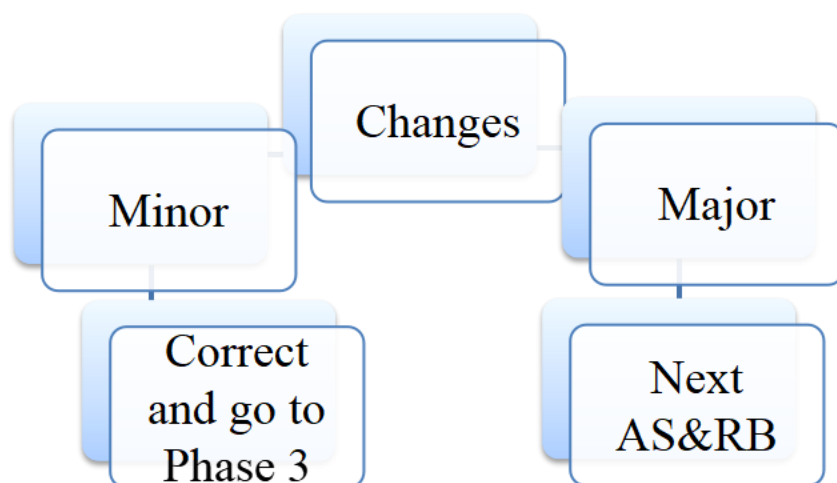 Changes
Minor
Major
Correct
and go to
Phase 3
Next
AS&RB